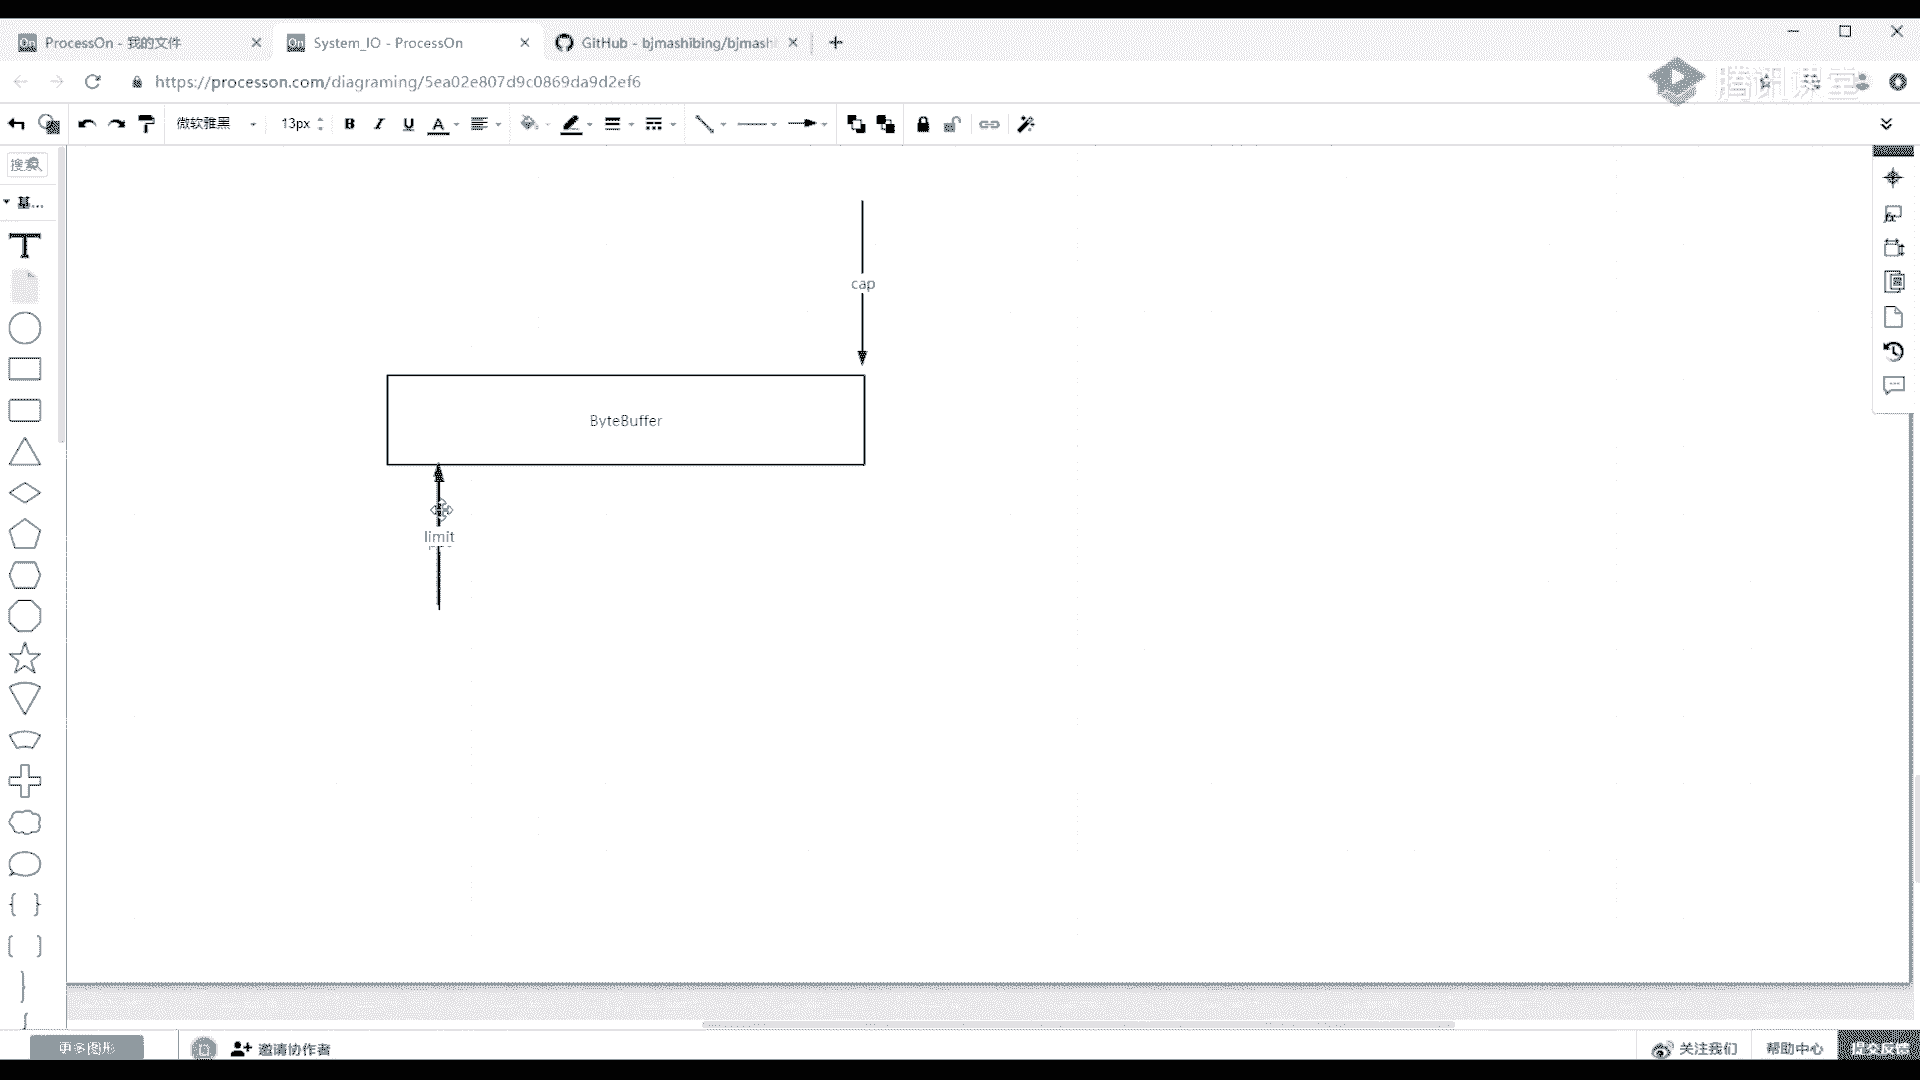 ProcessOn - 我的文件
System_IO - ProcessOn
GitHub - bjmashibing/bjmashi
https://processon.com/diagraming/5ea02e807d9c0869da9d2ef6
腾讯课堂
微软雅黑
13px
B I U A
搜索
T
cap
ByteBuffer
limit
更多图形
邀请协作者
关注我们
帮助中心
提交反馈